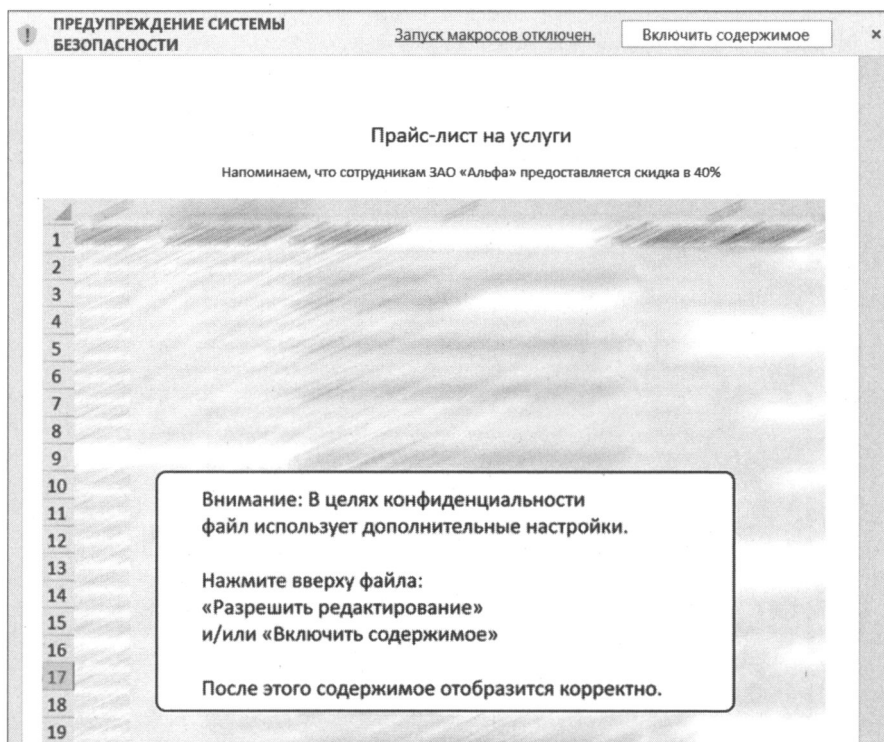 ПРЕДУПРЕЖДЕНИЕ СИСТЕМЫ
БЕЗОПАСНОСТИ
Запуск макросов отключен.
Включить содержимое
×
Прайс-лист на услуги
Напоминаем, что сотрудникам ЗАО «Альфа» предоставляется скидка в 40%
1
2
3
4
5
6
7
8
9
10
11
12
13
14
15
16
17
18
19
Внимание: В целях конфиденциальности
файл использует дополнительные настройки.
Нажмите вверху файла:
«Разрешить редактирование»
и/или «Включить содержимое»
После этого содержимое отобразится корректно.